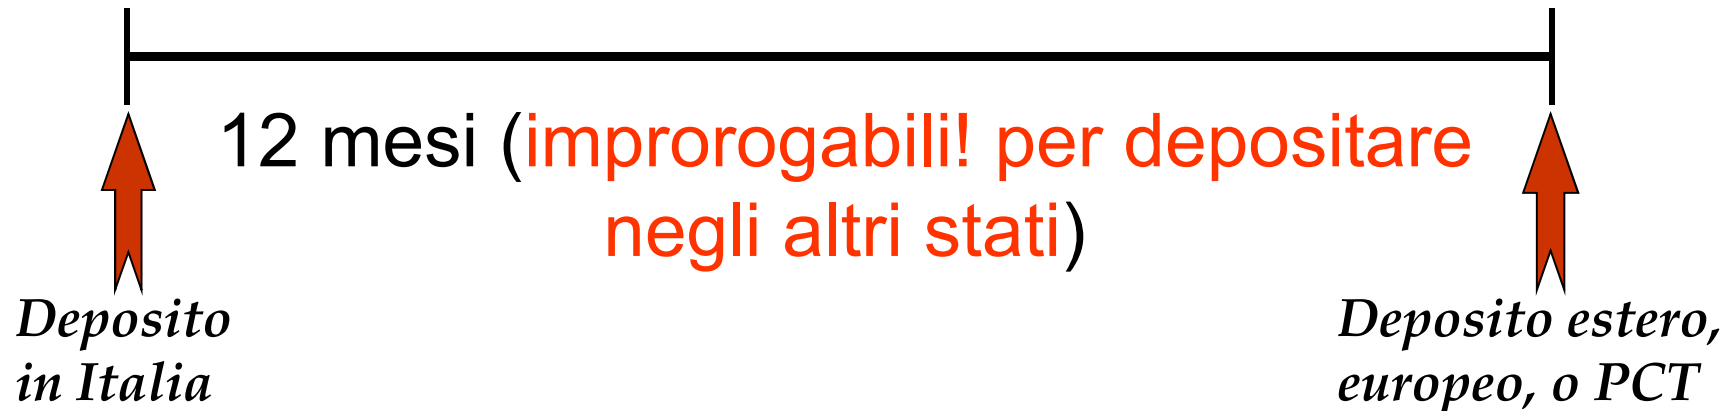 12 mesi (improrogabili! per depositare
negli altri stati)
Deposito
in Italia
Deposito estero,
europeo, o PCT